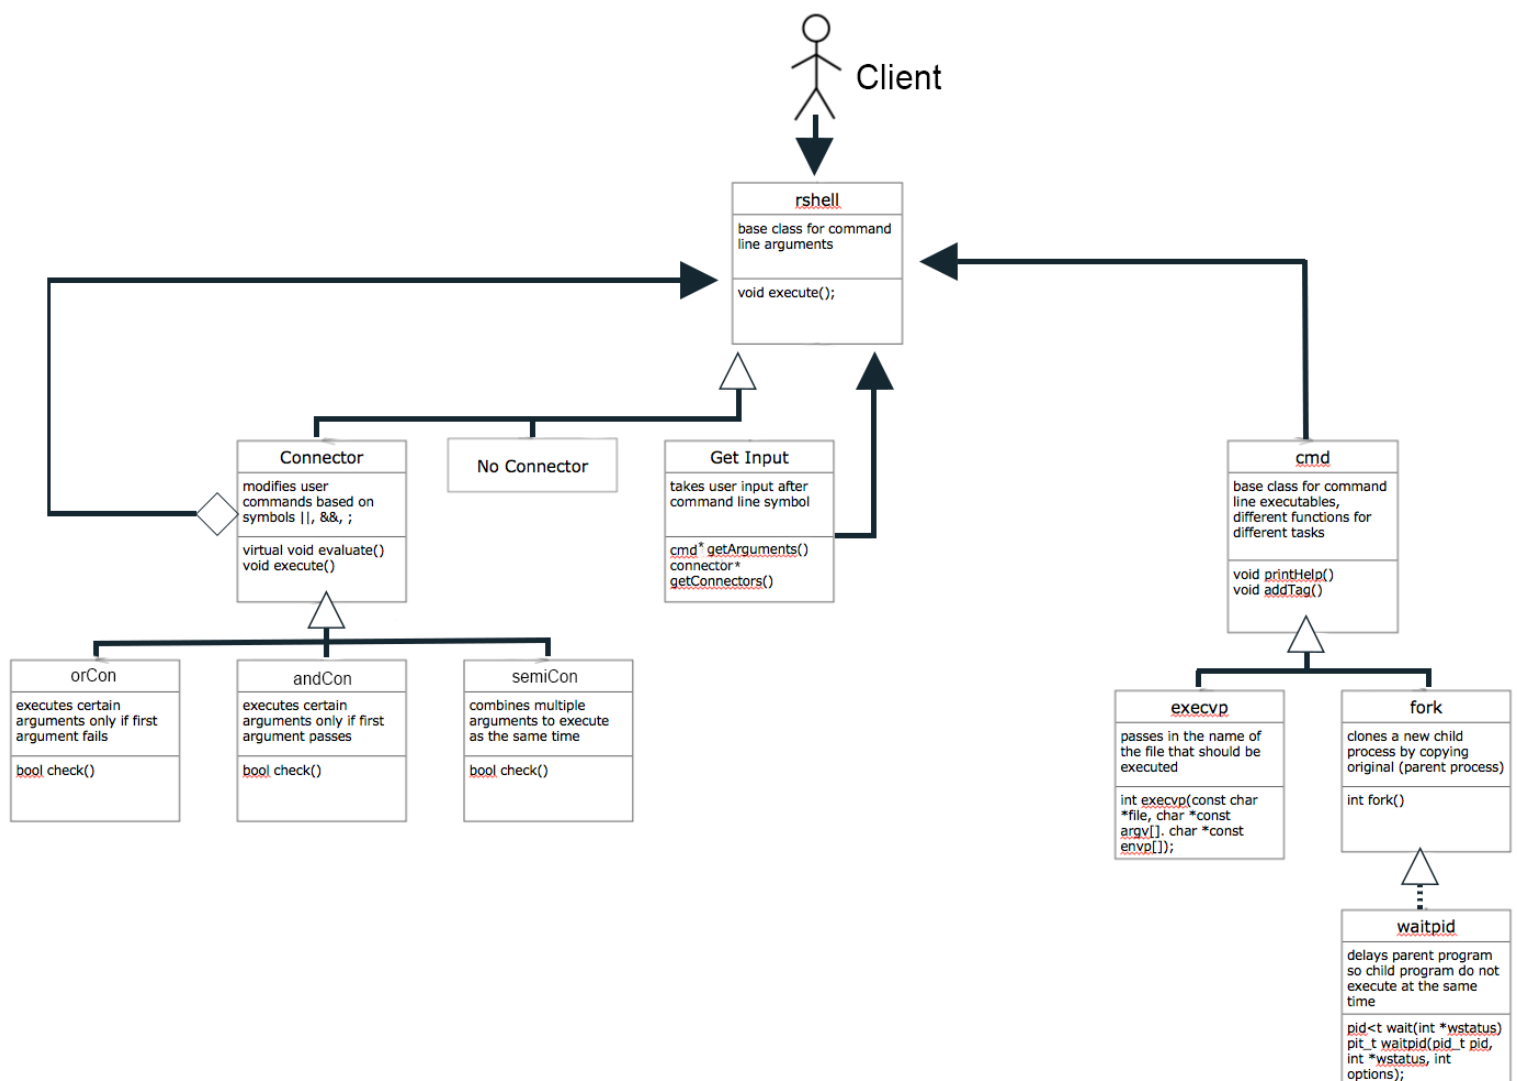 Client
rshell
base class for command
line arguments
void execute();
Connector
modifies user
commands based on
symbols ||, &&, ;
virtual void evaluate()
void execute()
No Connector
Get Input
takes user input after
command line symbol
cmd* getArguments()
connector*
getConnectors()
cmd
base class for command
line executables,
different functions for
different tasks
void printHelp()
void addTag()
orCon
executes certain
arguments only if first
argument fails
bool check()
andCon
executes certain
arguments only if first
argument passes
bool check()
semiCon
combines multiple
arguments to execute
as the same time
bool check()
execvp
passes in the name of
the file that should be
executed
int execvp(const char
*file, char *const
argv[]. char *const
envp[]);
fork
clones a new child
process by copying
original (parent process)
int fork()
waitpid
delays parent program
so child program do not
execute at the same
time
pid<t wait(int *wstatus)
pit_t waitpid(pid_t pid,
int *wstatus, int
options);